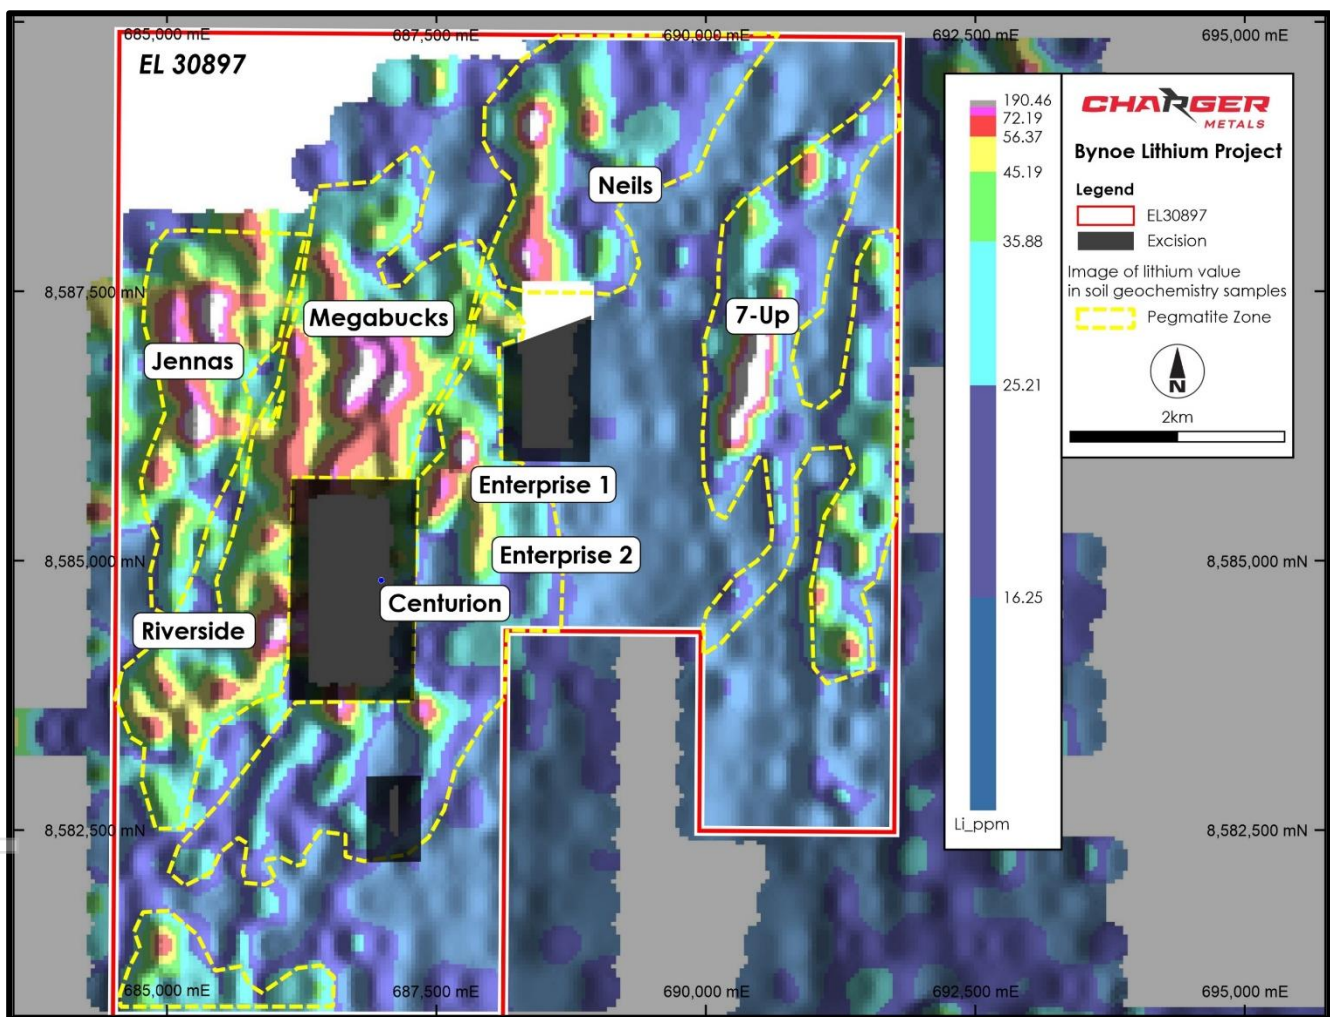 685,000 mE
687,500 mE
690,000 mE
692,500 mE
695,000 mE
EL 30897
190.46
72.19
56.37
45.19
35.88
25.21
16.25
Li_ppm
CHARGER
METALS
Bynoe Lithium Project
Legend
EL30897
Excision
Image of lithium value
in soil geochemistry samples
Pegmatite Zone
N
2km
Neils
8,587,500 mN
Megabucks
7-Up
Jennas
Enterprise 1
Enterprise 2
8,585,000 mN
8,585,000 mN
Centurion
Riverside
8,582,500 mN
8,582,500 mN
685,000 mE
687,500 mE
690,000 mE
692,500 mE
695,000 mE